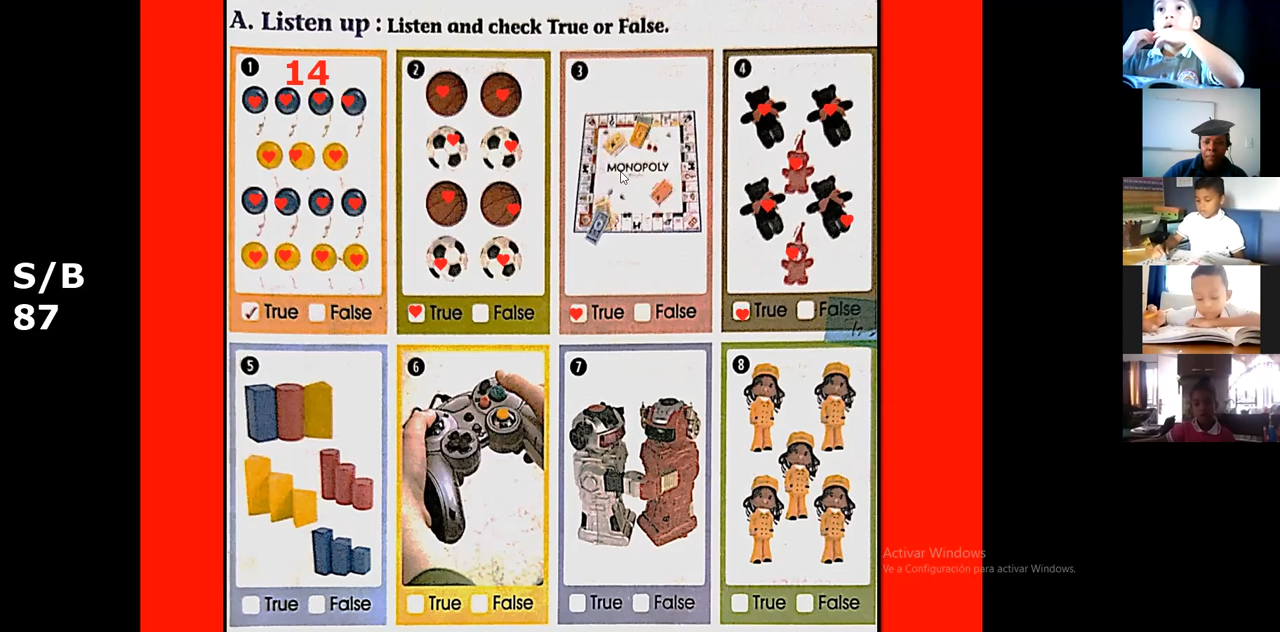 A. Listen up : Listen and check True or False.
1
14
2
3
4
MONOPOLY
True False
True False
True False
True False
S/B
87
5
6
7
8
True False
True False
True False
True False
Activar Windows
Ve a Configuración para activar Windows.